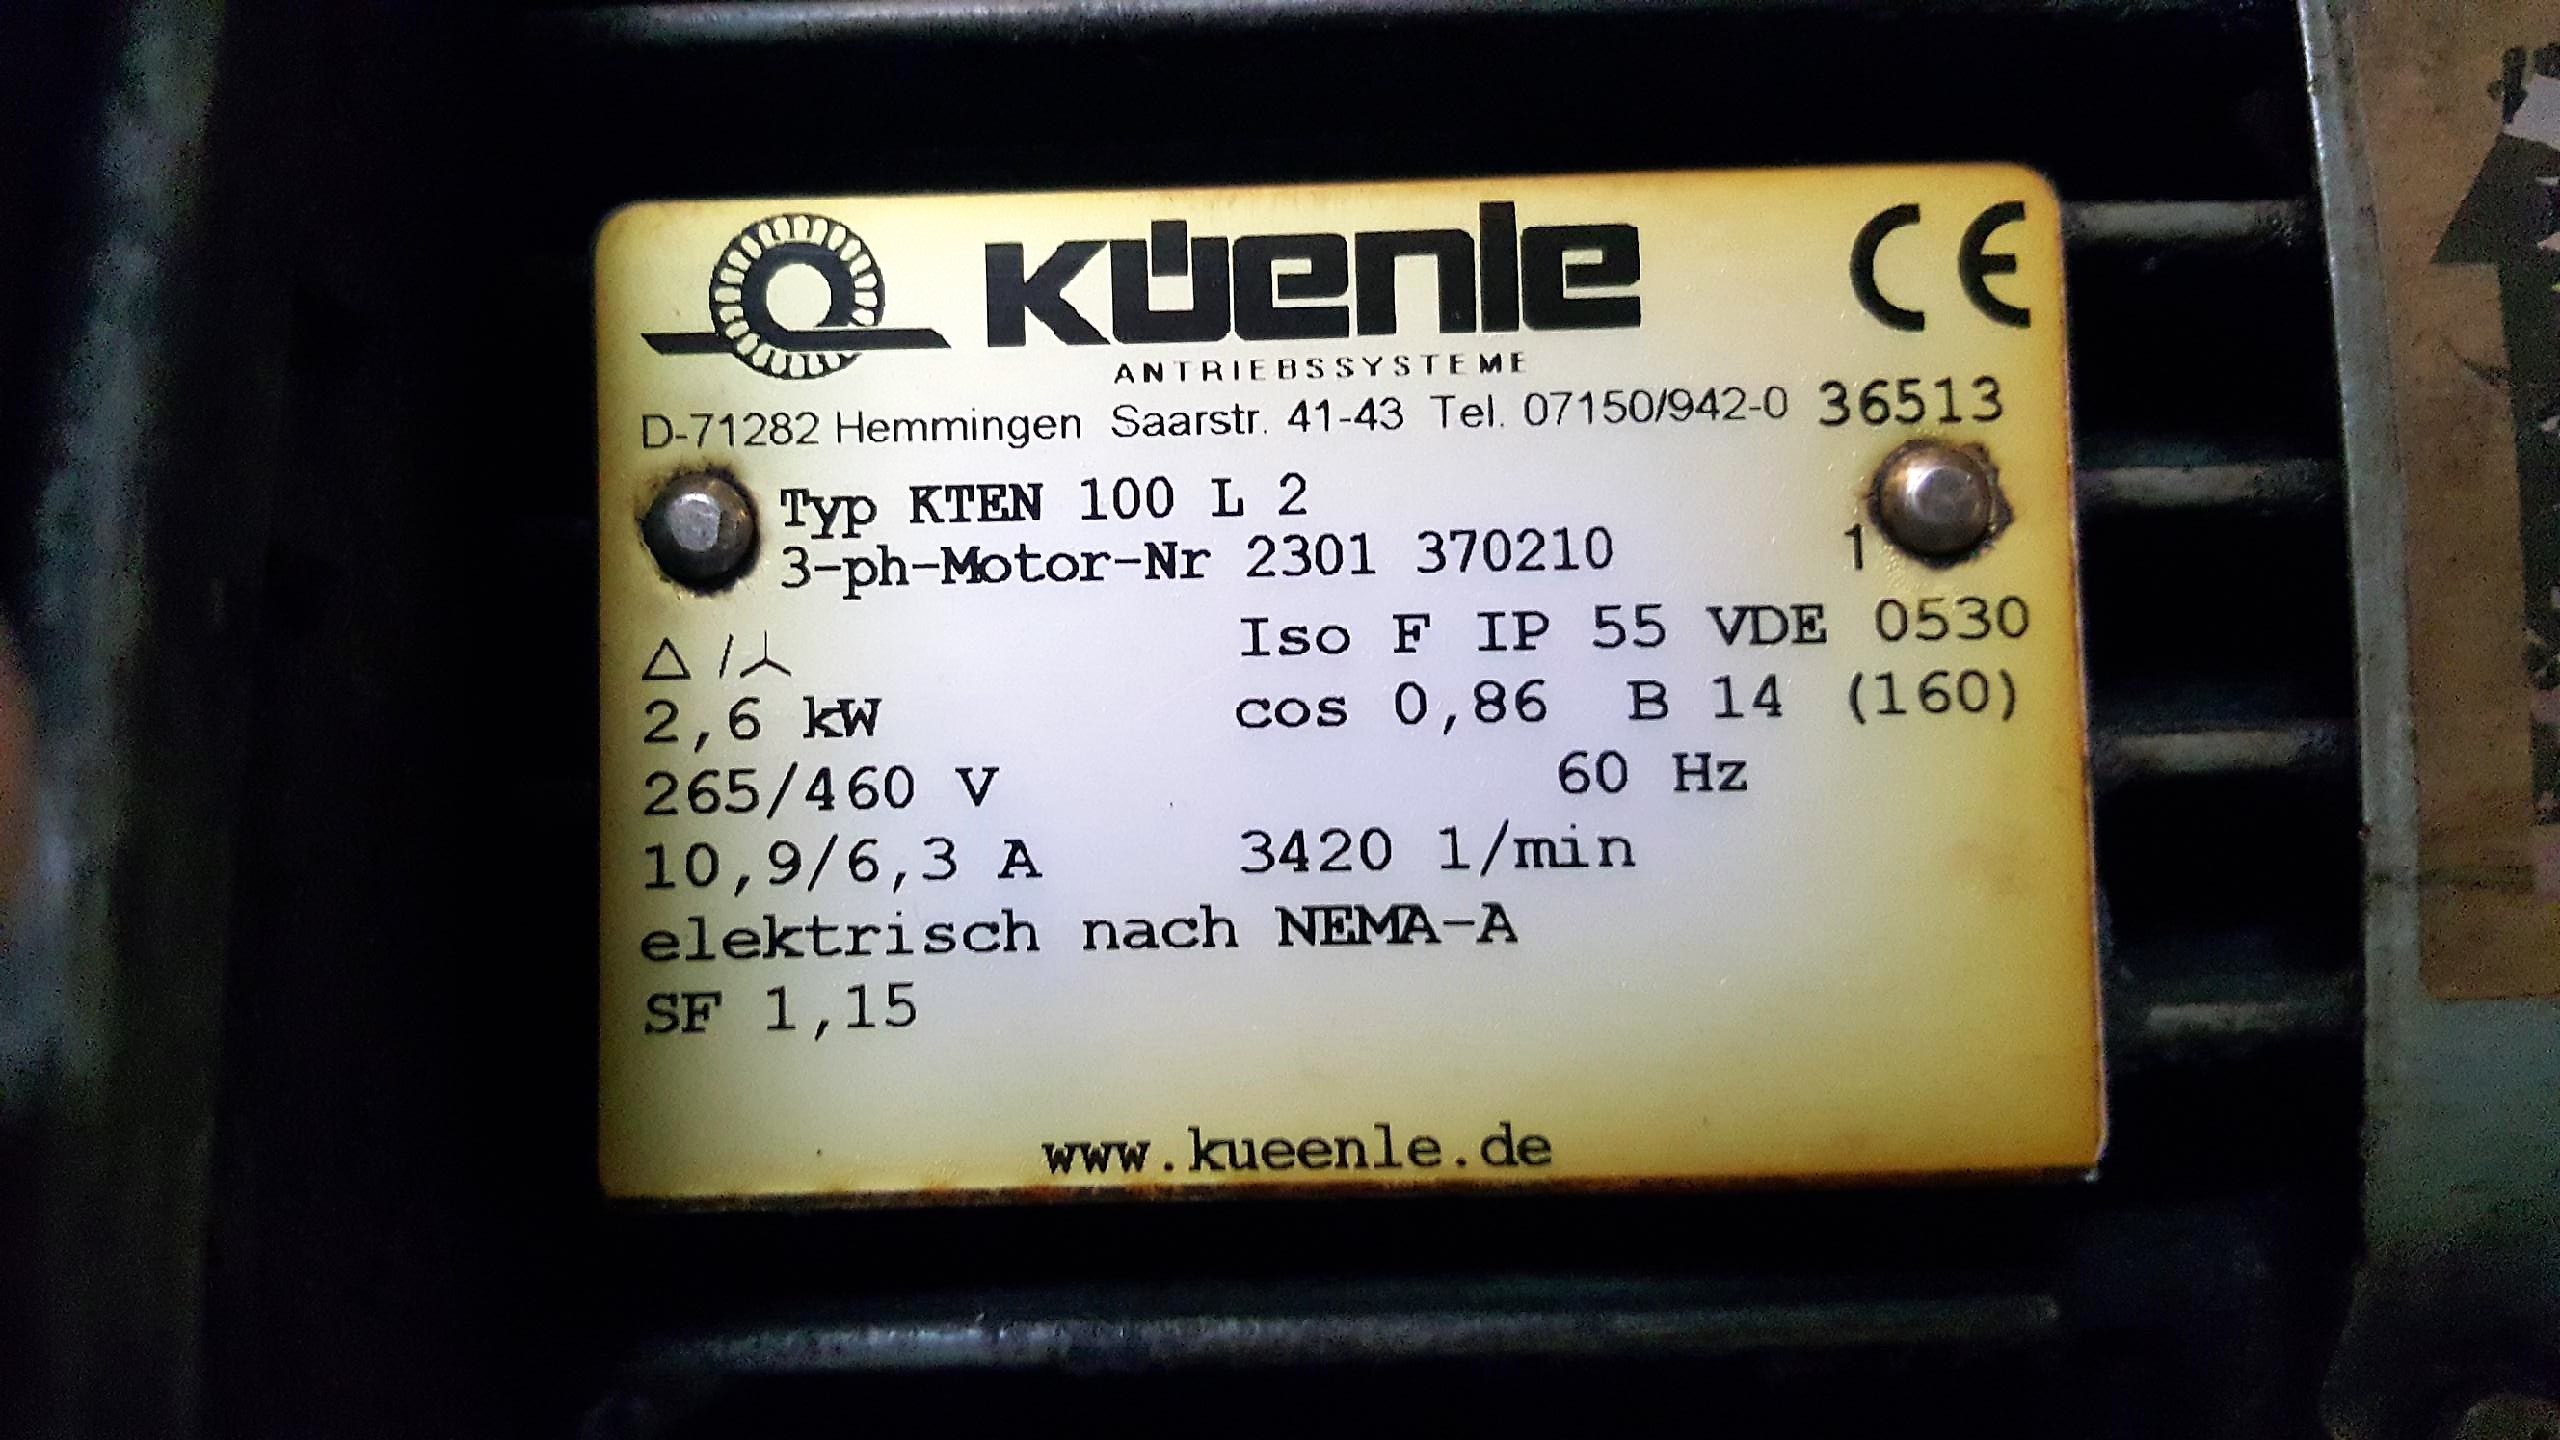 küenle
CE
ANTRIEBSSYSTEME
D-71282 Hemmingen Saarstr. 41-43 Tel. 07150/942-0 36513
Typ KTEN 100 L 2
3-ph-Motor-Nr 2301 370210 1
Iso F IP 55 VDE 0530
△ / 人
2,6 kW cos 0,86 B 14 (160)
265/460 V 60 Hz
10,9/6,3 A 3420 1/min
elektrisch nach NEMA-A
SF 1,15
www.kueenle.de